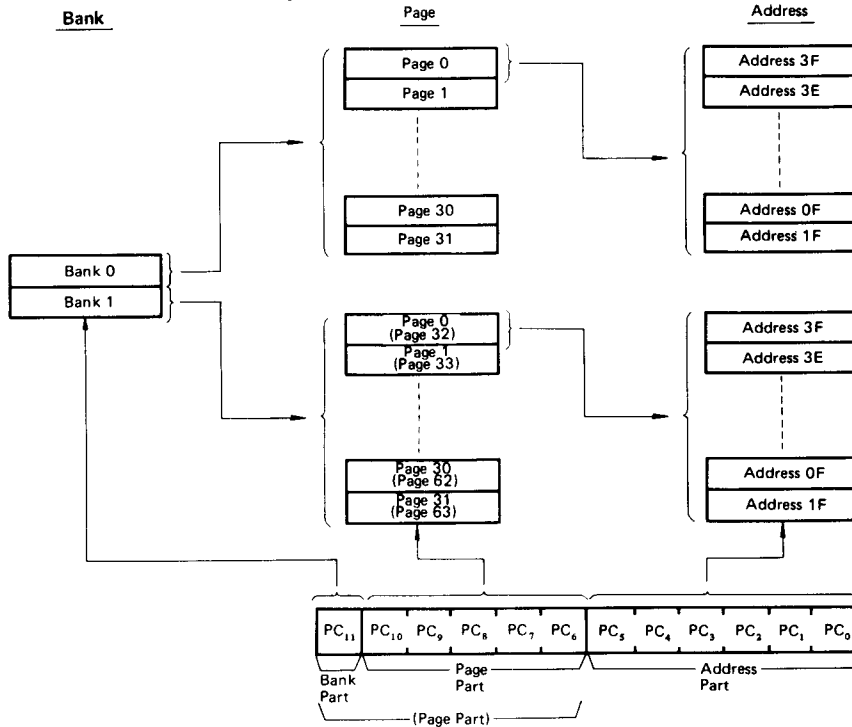 Bank
Page
Address
Page 0
Page 1
Page 30
Page 31
Address 3F
Address 3E
Address 0F
Address 1F
Bank 0
Bank 1
Page 0
(Page 32)
Page 1
(Page 33)
Page 30
(Page 62)
Page 31
(Page 63)
Address 3F
Address 3E
Address 0F
Address 1F
PC₁₁ PC₁₀ PC₉ PC₈ PC₇ PC₆ PC₅ PC₄ PC₃ PC₂ PC₁ PC₀
Bank
Part
Page
Part
Address
Part
(Page Part)